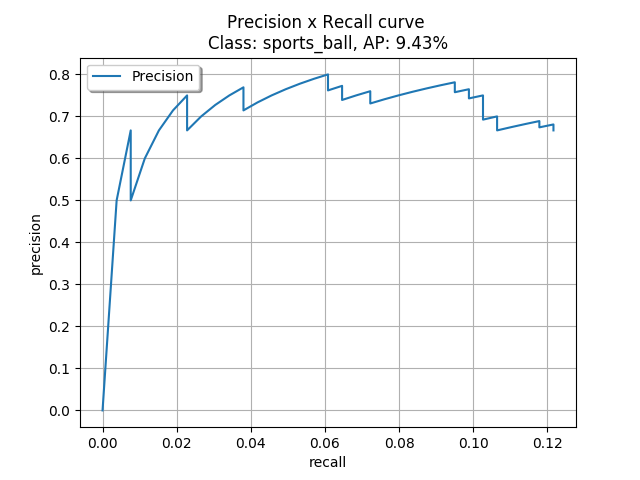 Precision x Recall curve
Class: sports_ball, AP: 9.43%
Precision
0.8
0.7
0.6
0.5
0.4
0.3
0.2
0.1
0.0
precision
0.00 0.02 0.04 0.06 0.08 0.10 0.12
recall